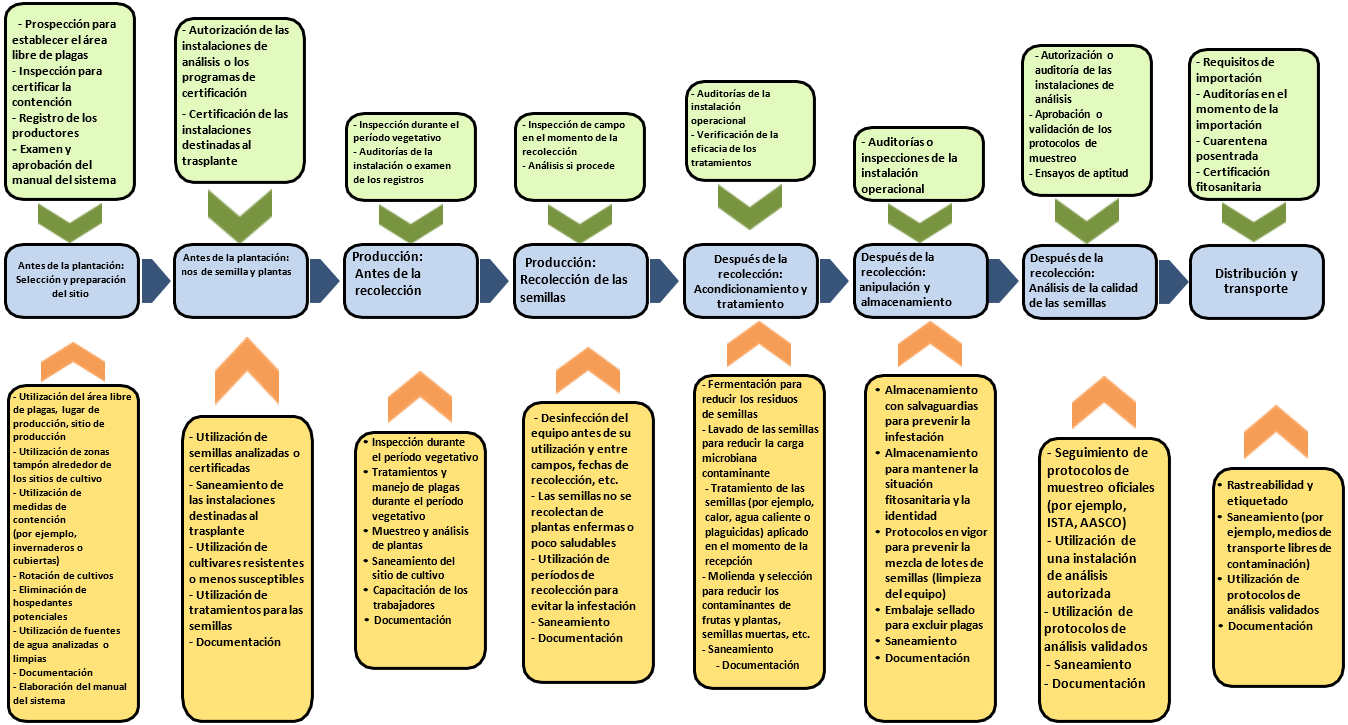 - Prospección para
establecer el área
libre de plagas
- Inspección para
certificar la
contención
- Registro de los
productores
- Examen y
aprobación del
manual del sistema
- Autorización de las
instalaciones de
análisis o los
programas de
certificación
- Certificación de las
instalaciones
destinadas al
trasplante
- Inspección durante el
período vegetativo
- Auditorías de la
instalación o examen
de los registros
- Inspección de campo
en el momento de la
recolección
- Análisis si procede
- Auditorías de la
instalación
operacional
- Verificación de la
eficacia de los
tratamientos
- Auditorías o
inspecciones de la
instalación
operacional
- Autorización o
auditoría de las
instalaciones de
análisis
- Aprobación o
validación de los
protocolos de
muestreo
- Ensayos de aptitud
- Requisitos de
importación
- Auditorías en el
momento de la
importación
- Cuarentena
posentrada
- Certificación
fitosanitaria
Antes de la plantación:
Selección y preparación
del sitio
Antes de la plantación:
nos de semilla y plantas
Producción:
Antes de la
recolección
Producción:
Recolección de las
semillas
Después de la
recolección:
Acondicionamiento y
tratamiento
Después de la
recolección:
anipulación y
almacenamiento
Después de la
recolección:
Análisis de la calidad
de las semillas
Distribución y
transporte
- Utilización del área libre
de plagas, lugar de
producción, sitio de
producción
- Utilización de zonas
tampón alrededor de
los sitios de cultivo
- Utilización de
medidas de
contención
(por ejemplo,
invernaderos o
cubiertas)
- Rotación de cultivos
- Eliminación de
hospedantes
potenciales
- Utilización de fuentes
de agua analizadas o
limpias
- Documentación
- Elaboración del manual
del sistema
- Utilización de
semillas analizadas o
certificadas
- Saneamiento de
las instalaciones
destinadas al
trasplante
- Utilización de
cultivares resistentes
o menos susceptibles
- Utilización de
tratamientos para las
semillas
- Documentación
• Inspección durante
el período vegetativo
• Tratamientos y
manejo de plagas
durante el período
vegetativo
• Muestreo y análisis
de plantas
• Saneamiento del
sitio de cultivo
• Capacitación de los
trabajadores
• Documentación
- Desinfección del
equipo antes de su
utilización y entre
campos, fechas de
recolección, etc.
- Las semillas no se
recolectan de
plantas enfermas o
poco saludables
- Utilización de
períodos de
recolección para
evitar la infestación
- Saneamiento
- Documentación
- Fermentación para
reducir los residuos
de semillas
- Lavado de las semillas
para reducir la carga
microbiana
contaminante
- Tratamiento de las
semillas (por ejemplo,
calor, agua caliente o
plaguicidas) aplicado
en el momento de la
recepción
- Molienda y selección
para reducir los
contaminantes de
frutas y plantas,
semillas muertas, etc.
- Saneamiento
- Documentación
• Almacenamiento
con salvaguardias
para prevenir la
infestación
• Almacenamiento
para mantener la
situación
fitosanitaria y la
identidad
• Protocolos en vigor
para prevenir la
mezcla de lotes de
semillas (limpieza
del equipo)
• Embalaje sellado
para excluir plagas
• Saneamiento
• Documentación
- Seguimiento de
protocolos de
muestreo oficiales
(por ejemplo,
ISTA, AASCO)
- Utilización de
una instalación
de análisis
autorizada
- Utilización de
protocolos de
análisis validados
- Saneamiento
- Documentación
• Rastreabilidad y
etiquetado
• Saneamiento (por
ejemplo, medios de
transporte libres de
contaminación)
• Utilización de
protocolos de
análisis validados
• Documentación